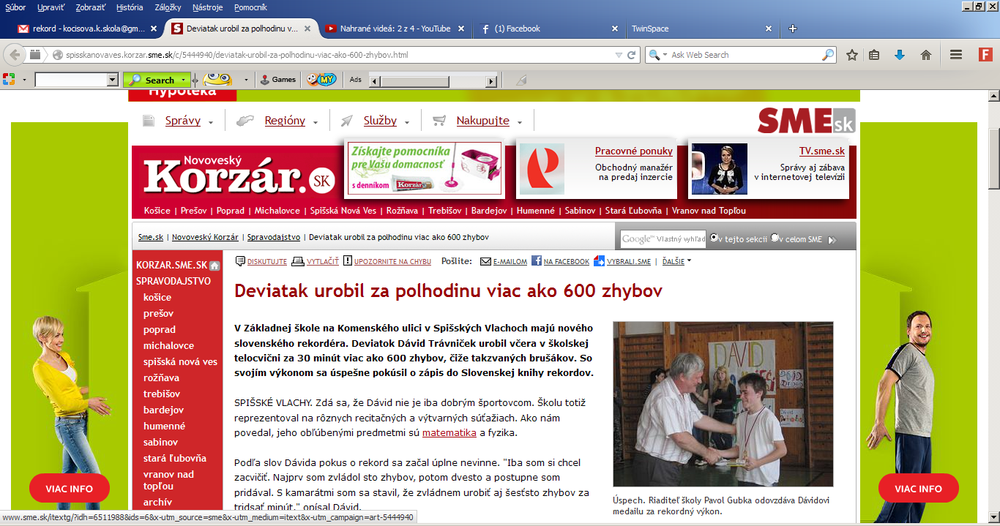 Súbor Upraviť Zobraziť História Záložky Nástroje Pomocník
rekord - kocisova.k.skola@gm... Deviatak urobil za polhodinu v... Nahrané videá: 2 z 4 - YouTube (1) Facebook TwinSpace
spisskanovaves.korzar.sme.sk/c/5444940/deviatak-urobil-za-polhodinu-viac-ako-600-zhybov.html Ask Web Search
Search Games MY Ads
Hypotéka
Správy Regióny Služby Nakupujte SME sk
Novoveský
Korzár.SK
Získajte pomocníka
pre Vašu domacnosť
s denníkom Korzár
Pracovné ponuky
Obchodný manažér
na predaj inzercie
TV.sme.sk
Správy aj zábava
v internetovej televízii
Košice | Prešov | Poprad | Michalovce | Spišská Nová Ves | Rožňava | Trebišov | Bardejov | Humenné | Sabinov | Stará Ľubovňa | Vranov nad Topľou
Sme.sk | Novoveský Korzár | Spravodajstvo | Deviatak urobil za polhodinu viac ako 600 zhybov
Google™ Vlastný vyhľad v tejto sekcii v celom SME
KORZAR.SME.SK
SPRAVODAJSTVO
košice
prešov
poprad
michalovce
spišská nová ves
rožňava
trebišov
bardejov
humenné
sabinov
stará ľubovňa
vranov nad
topľou
archív
DISKUTUJTE VYTLAČIŤ UPOZORNITE NA CHYBU Pošlite: E-MAILOM NA FACEBOOK VYBRALI.SME | ĎALŠIE
Deviatak urobil za polhodinu viac ako 600 zhybov
V Základnej škole na Komenského ulici v Spišských Vlachoch majú nového
slovenského rekordéra. Deviatok Dávid Trávniček urobil včera v školskej
telocvični za 30 minút viac ako 600 zhybov, čiže takzvaných brušákov. So
svojím výkonom sa úspešne pokúsil o zápis do Slovenskej knihy rekordov.
SPIŠSKÉ VLACHY. Zdá sa, že Dávid nie je iba dobrým športovcom. Školu totiž
reprezentoval na rôznych recitačných a výtvarných súťažiach. Ako nám
povedal, jeho obľúbenými predmetmi sú matematika a fyzika.
Podľa slov Dávida pokus o rekord sa začal úplne nevinne. "Iba som si chcel
zacvičiť. Najprv som zvládol sto zhybov, potom dvesto a postupne som
pridával. S kamarátmi som sa stavil, že zvládnem urobiť aj šesťsto zhybov za
tridsať minút," opísal Dávid.
DAVID
Úspech. Riaditeľ školy Pavol Gubka odovzdáva Dávidovi
medailu za rekordný výkon.
VIAC INFO
VIAC INFO
www.sme.sk/itextg/?idh=6511988&ids=6&x-utm_source=sme&x-utm_medium=itext&x-utm_campaign=art-5444940